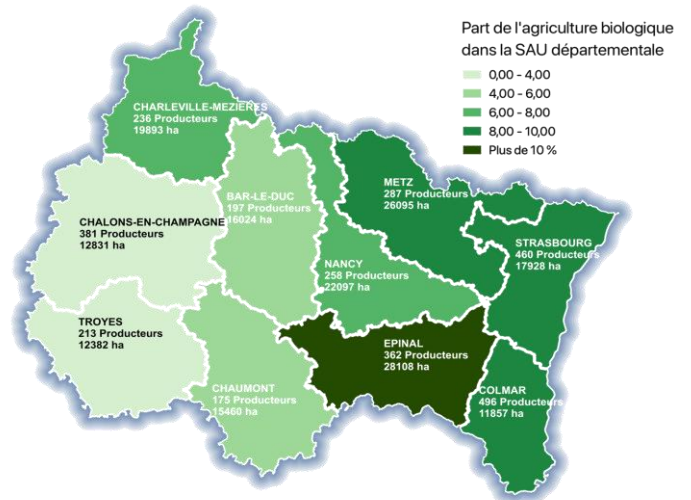 Part de l'agriculture biologique
dans la SAU départementale
0,00 - 4,00
4,00 - 6,00
6,00 - 8,00
8,00 - 10,00
Plus de 10 %
CHARLEVILLE-MEZIERES
236 Producteurs
19893 ha
METZ
287 Producteurs
26095 ha
BAR-LE-DUC
197 Producteurs
16024 ha
CHALONS-EN-CHAMPAGNE
381 Producteurs
12831 ha
STRASBOURG
460 Producteurs
17928 ha
NANCY
258 Producteurs
22097 ha
TROYES
213 Producteurs
12382 ha
EPINAL
362 Producteurs
28108 ha
CHAUMONT
175 Producteurs
15460 ha
COLMAR
496 Producteurs
11857 ha